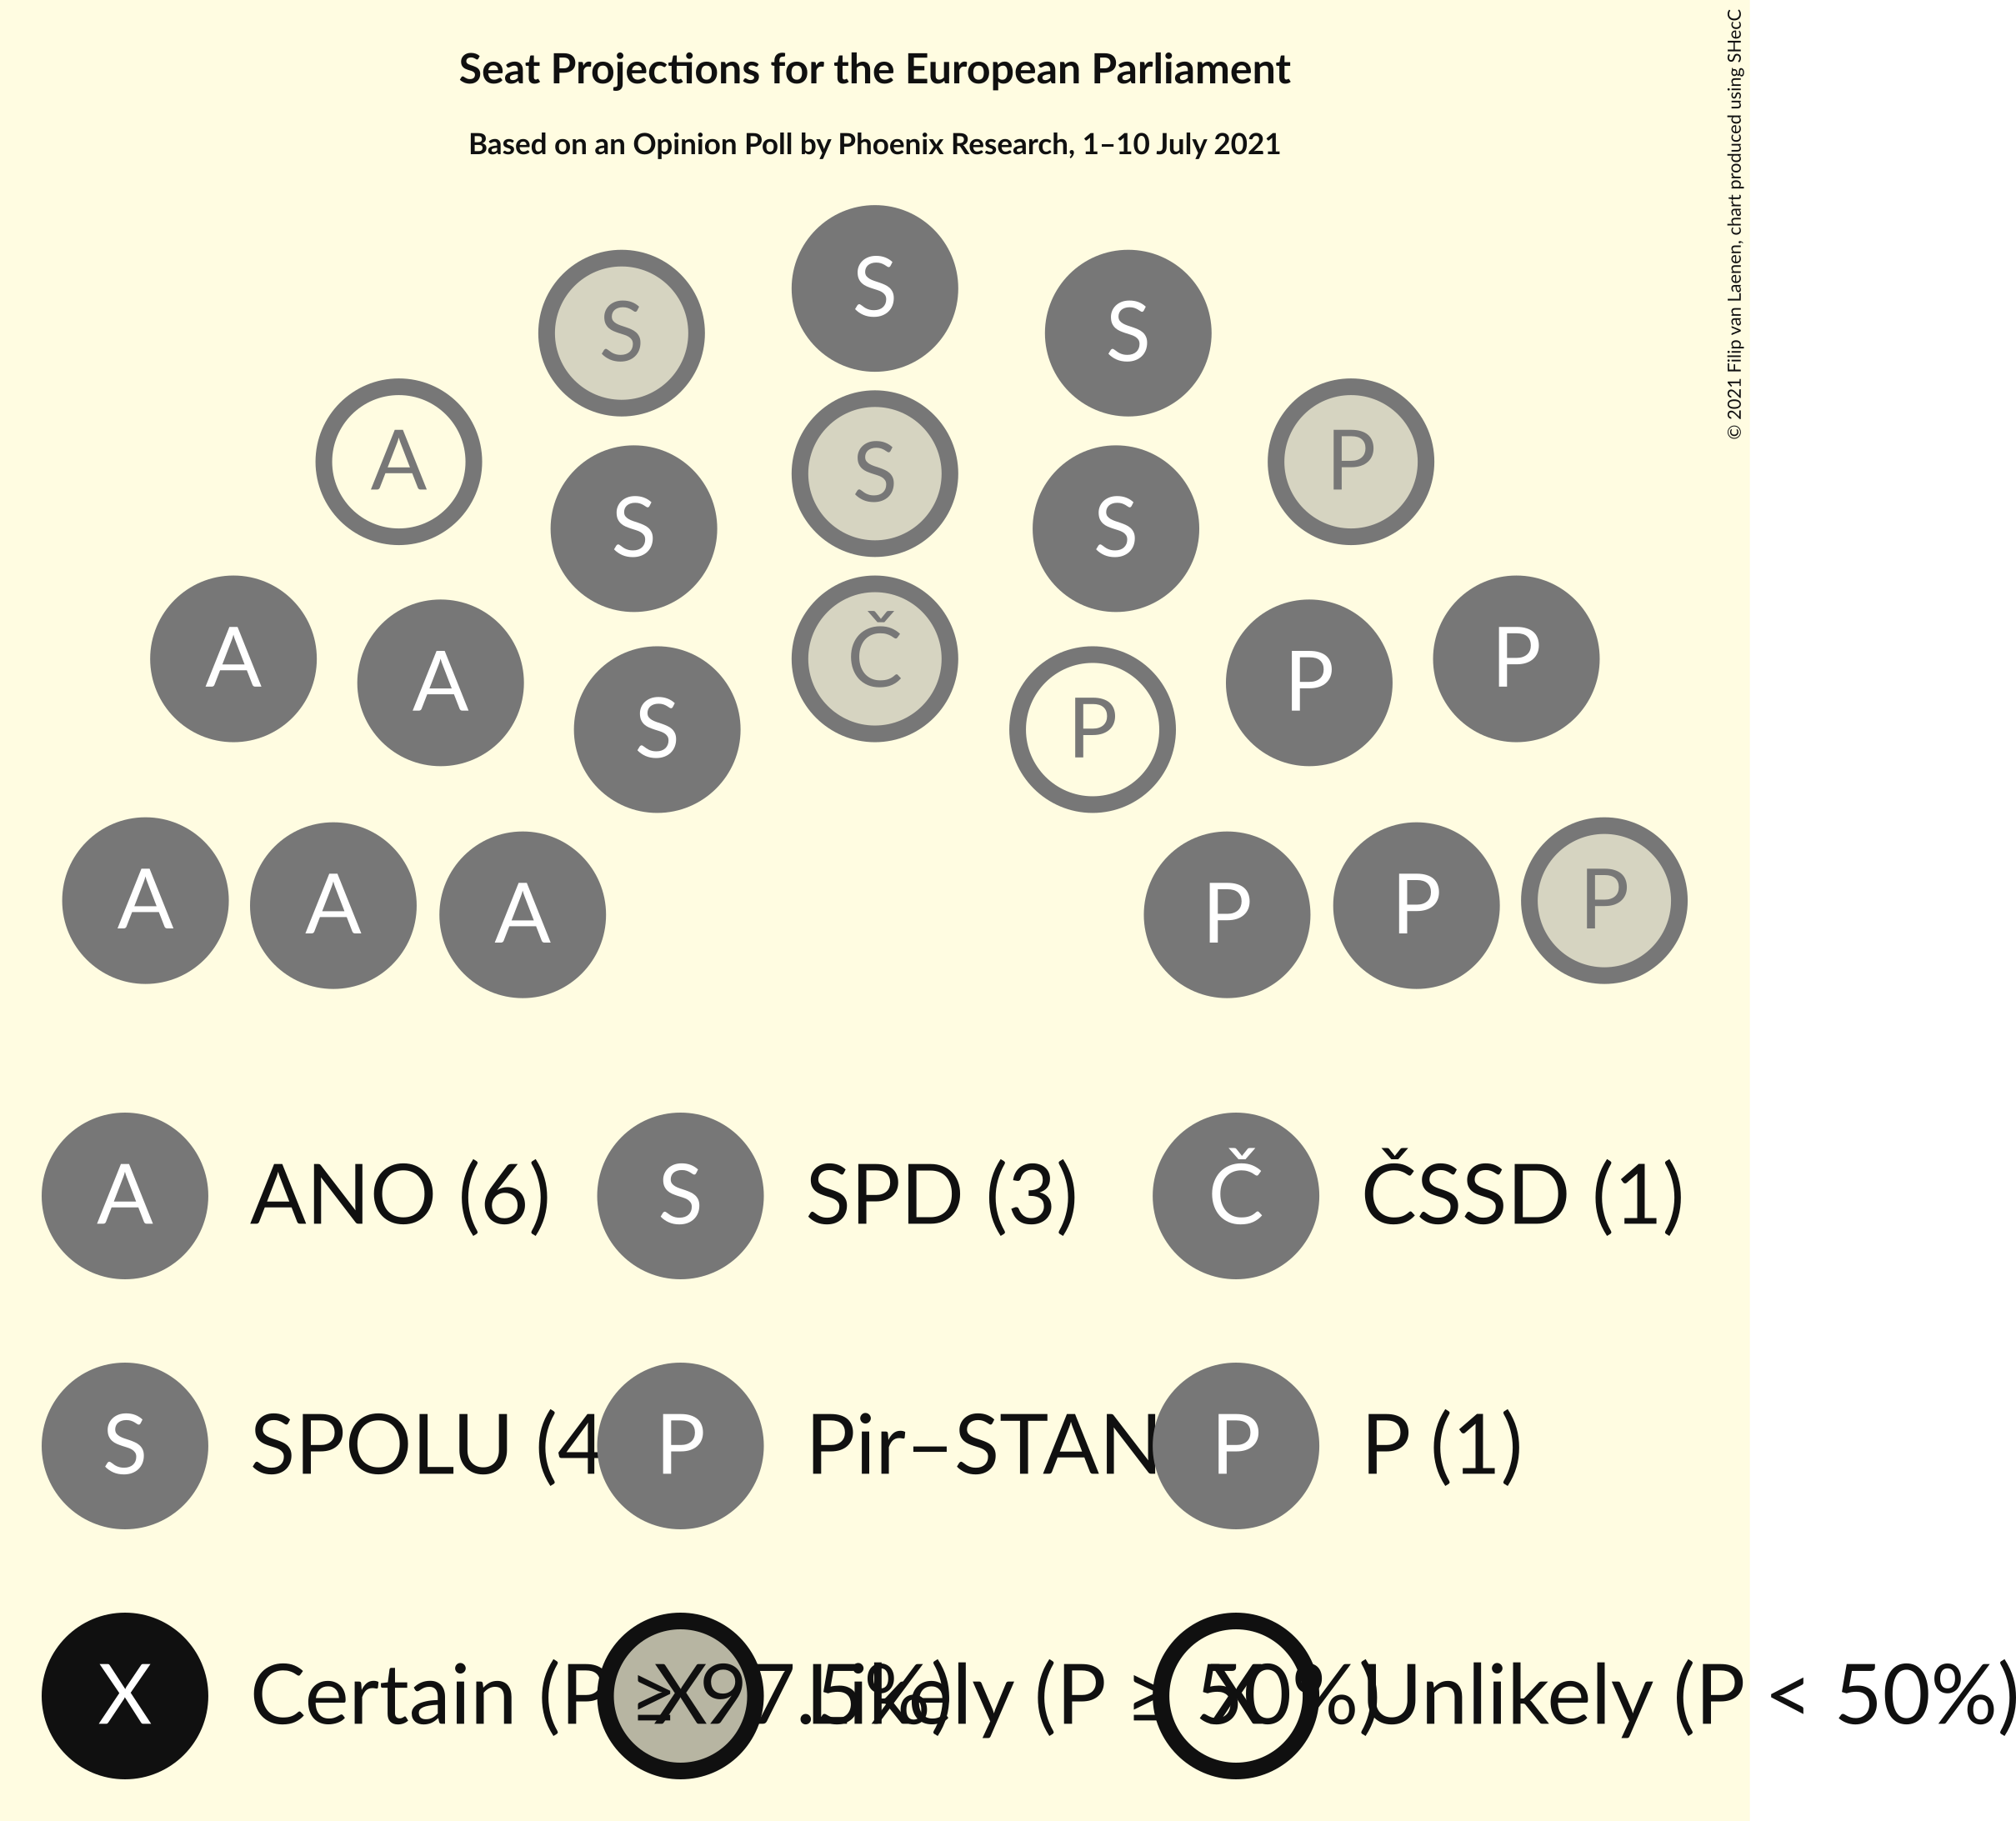 Seat Projections for the European Parliament
Based on an Opinion Poll by Phoenix Research, 1–10 July 2021
© 2021 Filip van Laenen, chart produced using SHecC
S
S S
A S P
S S
A Č P
A P
A S P P
A A A P P P
A ANO (6) S SPD (3) Č ČSSD (1)
S SPOLU (4 P Pir–STAN P P (1)
X Certain (P ≥ 97.5%) X Likely (P ≥ 50%) X Unlikely (P < 50%)